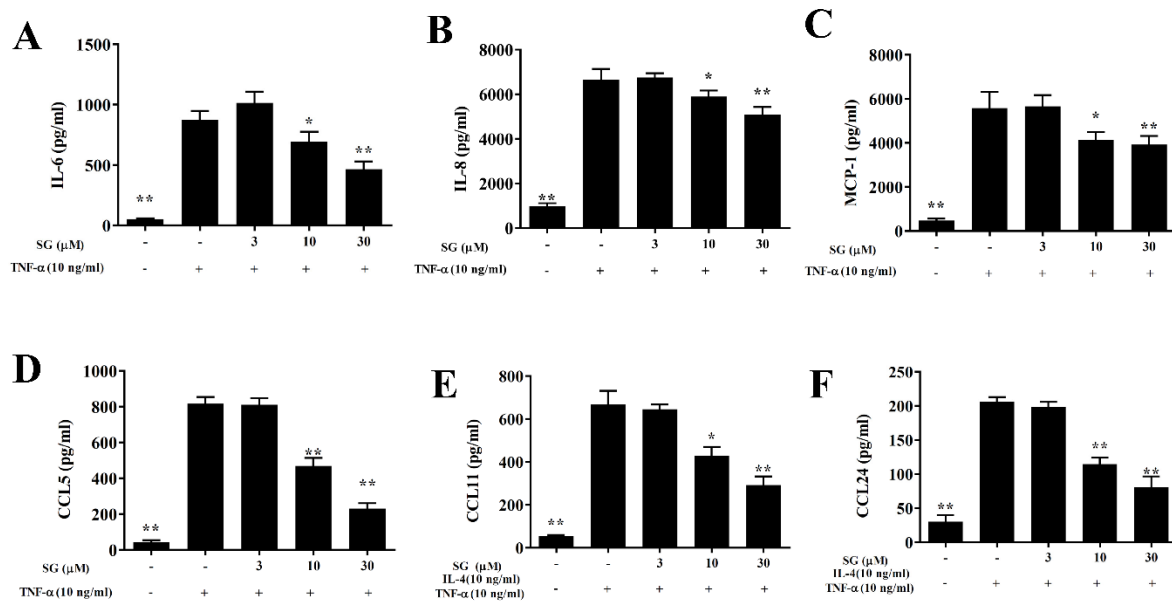 A
IL-6 (pg/ml)
1500
1000
500
0
**
*
**
SG (μM) - - 3 10 30
TNF-α (10 ng/ml) - + + + +
B
IL-8 (pg/ml)
8000
6000
4000
2000
0
**
*
**
SG (μM) - - 3 10 30
TNF-α (10 ng/ml) - + + + +
C
MCP-1 (pg/ml)
8000
6000
4000
2000
0
**
*
**
SG (μM) - - 3 10 30
TNF-α (10 ng/ml) - + + + +
D
CCL5 (pg/ml)
1000
800
600
400
200
0
**
**
**
SG (μM) - - 3 10 30
TNF-α (10 ng/ml) - + + + +
E
CCL11 (pg/ml)
800
600
400
200
0
**
*
**
SG (μM) - - 3 10 30
IL-4(10 ng/ml)
TNF-α (10 ng/ml) - + + + +
F
CCL24 (pg/ml)
250
200
150
100
50
0
**
**
**
SG (μM) - - 3 10 30
IL-4(10 ng/ml)
TNF-α (10 ng/ml) - + + + +